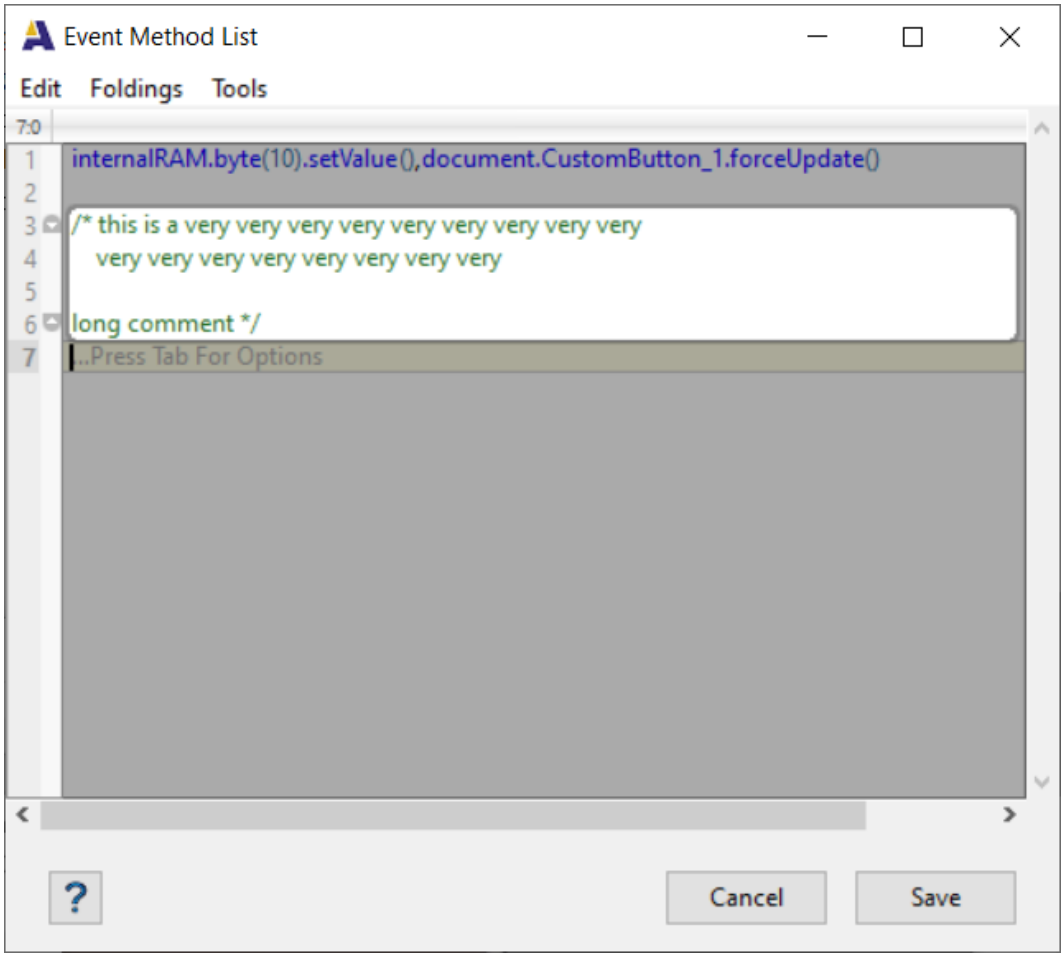 Event Method List
Edit Foldings Tools
7:0
1 internalRAM.byte(10).setValue(),document.CustomButton_1.forceUpdate()
2
3 /* this is a very very very very very very very very very
4 very very very very very very very very
5
6 long comment */
7 ...Press Tab For Options
? Cancel Save